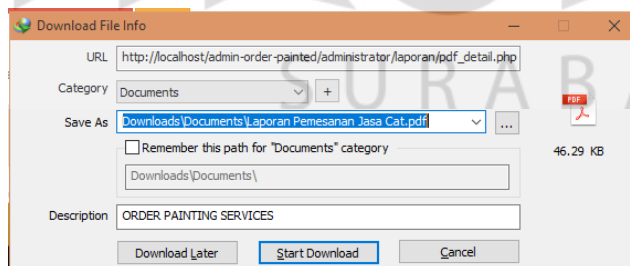 Download File Info
URL http://localhost/admin-order-painted/administrator/laporan/pdf_detail.php
Category Documents +
Save As Downloads\Documents\Laporan Pemesanan Jasa Cat.pdf ...
PDF
Remember this path for "Documents" category
46.29 KB
Downloads\Documents\
Description ORDER PAINTING SERVICES
Download Later Start Download Cancel
SURABA